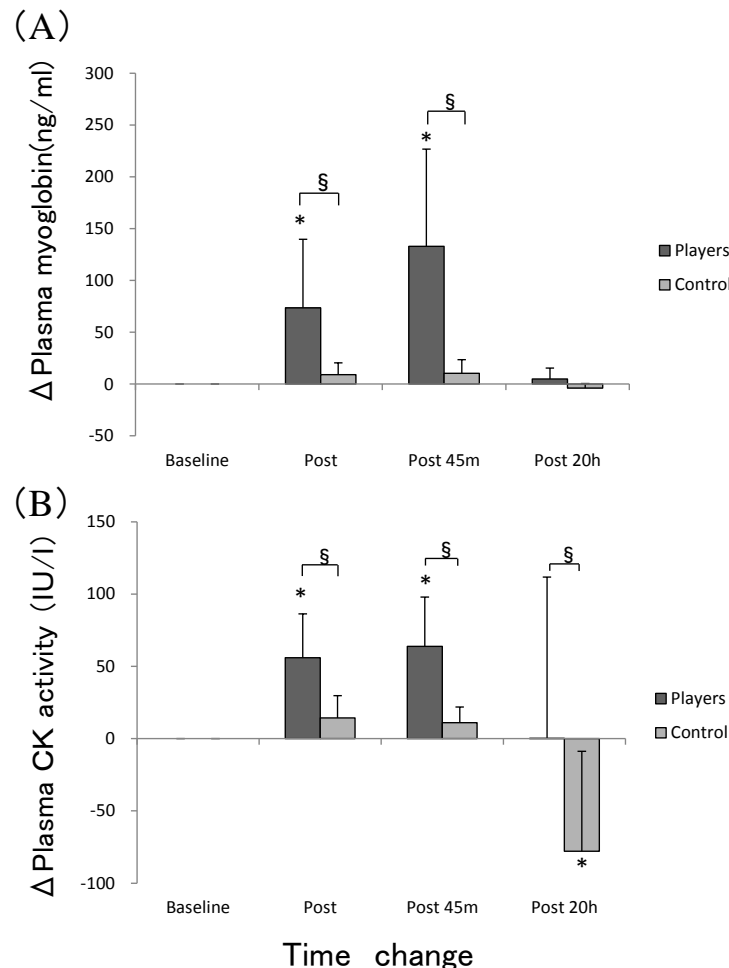 (A)
Δ Plasma myoglobin(ng/ml)
300
250
200
150
100
50
0
-50
§
*
§
*
Players
Control
Baseline Post Post 45m Post 20h
(B)
Δ Plasma CK activity (IU/l)
150
100
50
0
-50
-100
§
*
§
*
§
*
Players
Control
Baseline Post Post 45m Post 20h
Time change